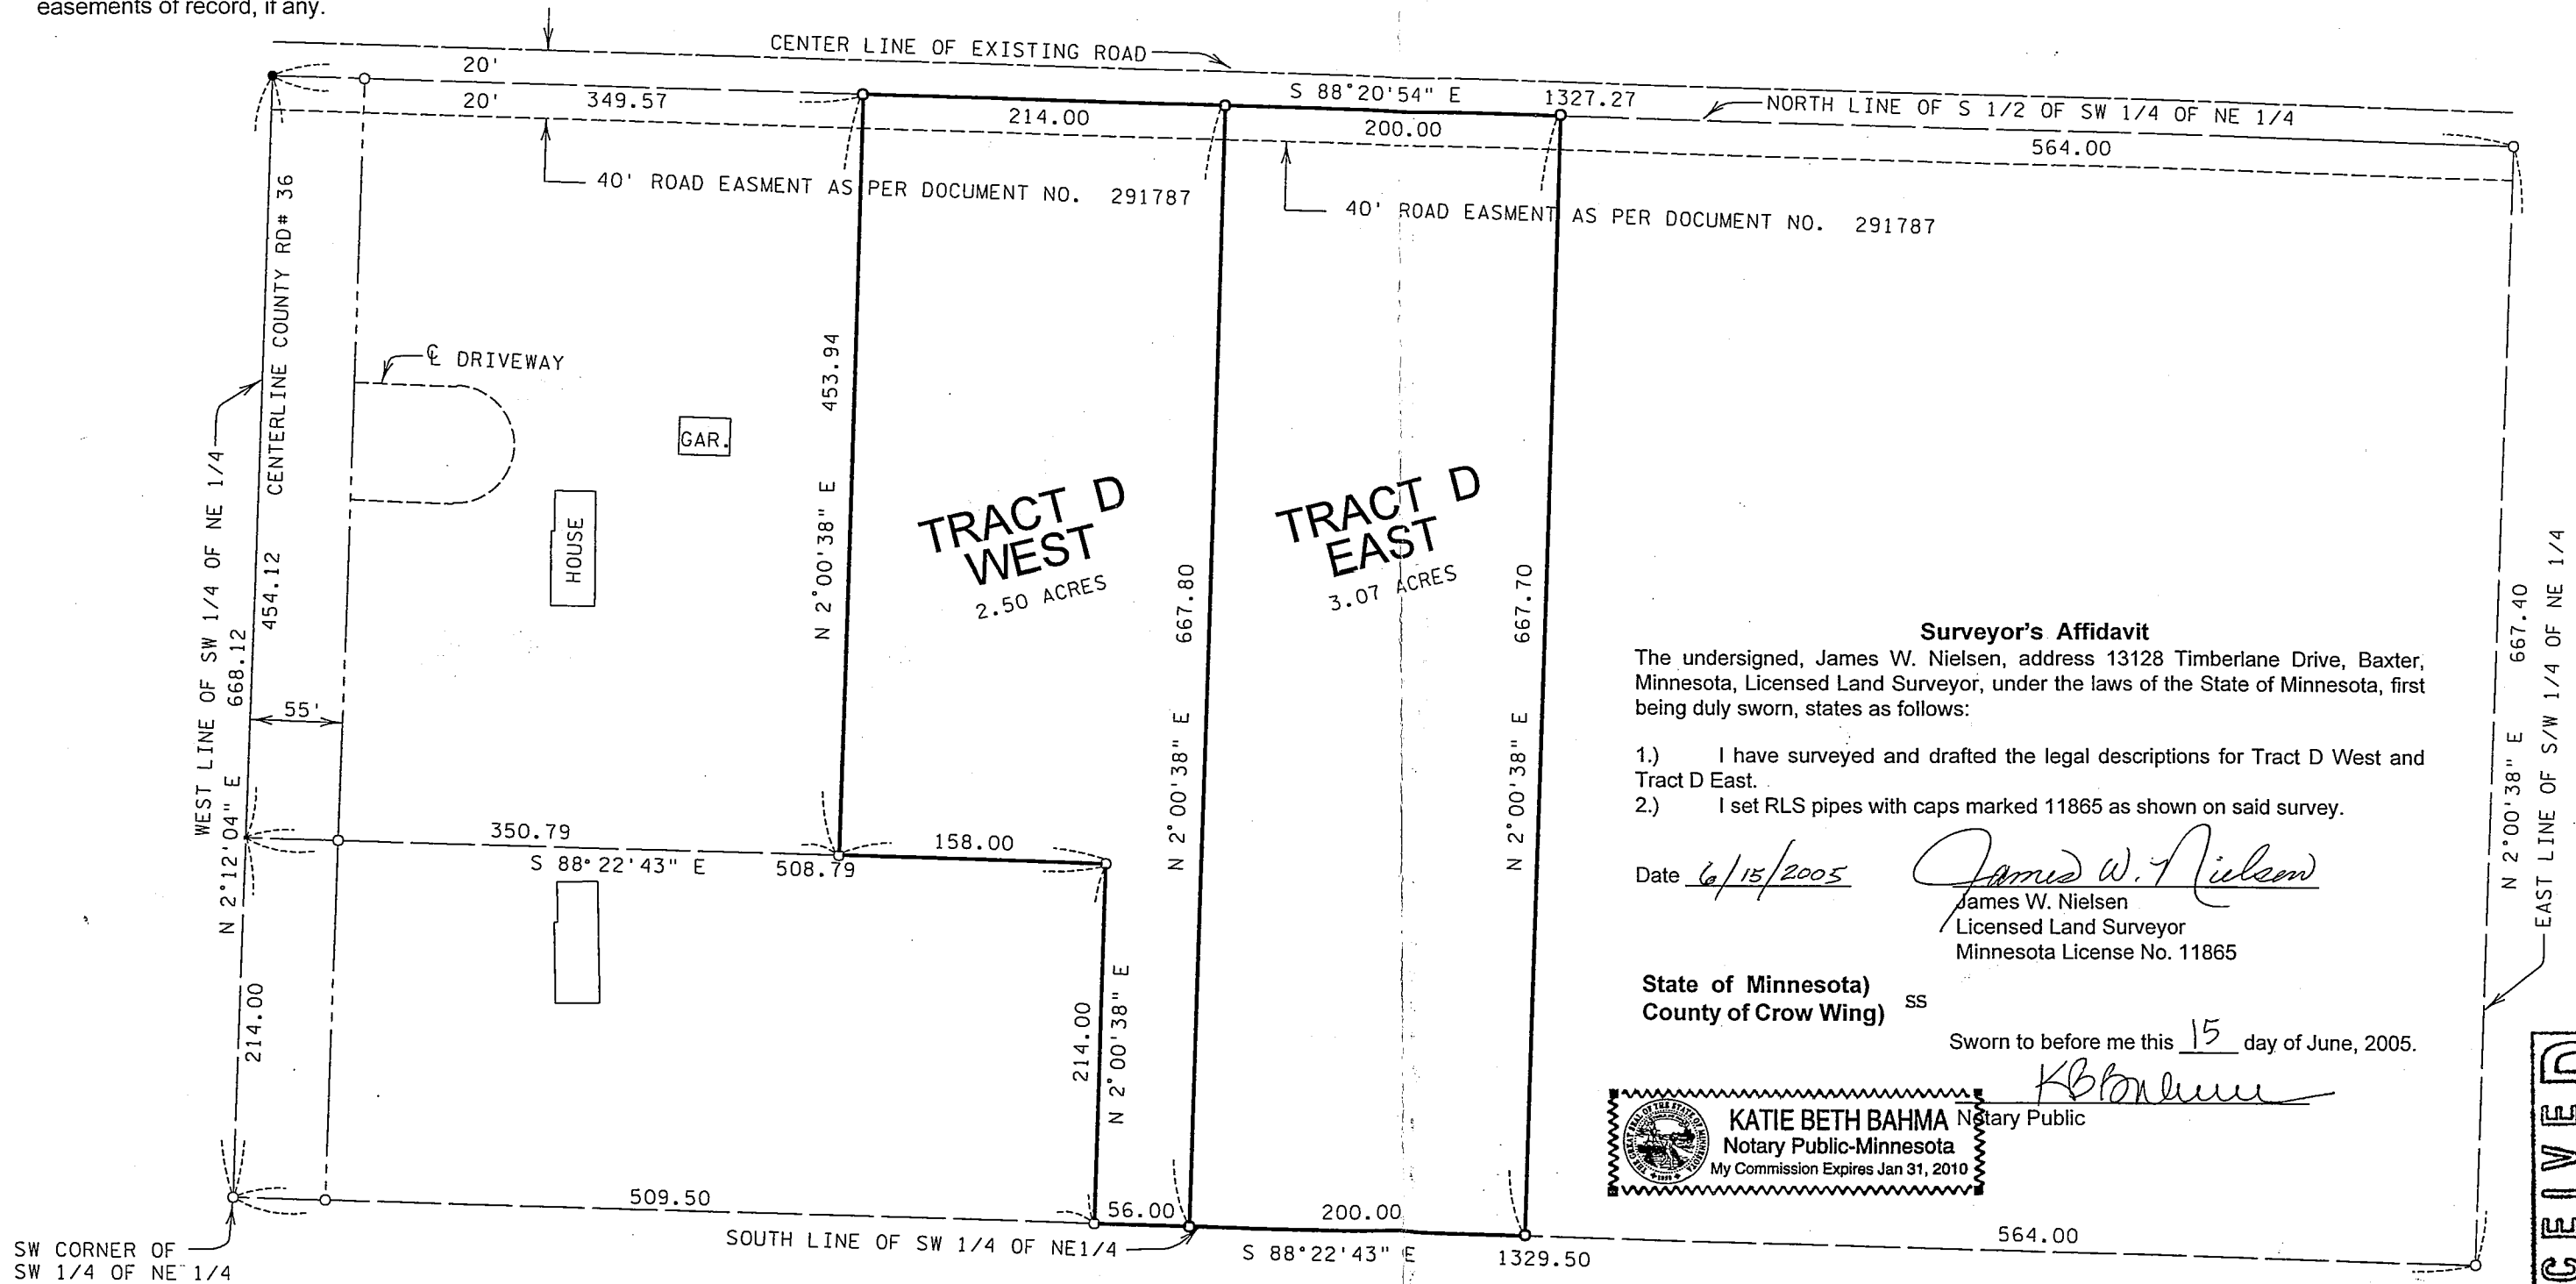 easements of record, if any.
CENTER LINE OF EXISTING ROAD
20'
20'
349.57
214.00
S 88°20'54" E
1327.27
200.00
NORTH LINE OF S 1/2 OF SW 1/4 OF NE 1/4
564.00
40' ROAD EASMENT AS PER DOCUMENT NO. 291787
40' ROAD EASMENT AS PER DOCUMENT NO. 291787
CENTERLINE COUNTY RD# 36
WEST LINE OF SW 1/4 OF NE 1/4
454.12
668.12
N 2°12'04" E
214.00
55'
℄ DRIVEWAY
GAR.
HOUSE
453.94
N 2°00'38" E
TRACT D
WEST
2.50 ACRES
667.80
N 2°00'38" E
TRACT D
EAST
3.07 ACRES
667.70
N 2°00'38" E
350.79
S 88°22'43" E
508.79
158.00
214.00
N 2°00'38" E
509.50
56.00
200.00
SOUTH LINE OF SW 1/4 OF NE1/4
S 88°22'43" E
1329.50
564.00
SW CORNER OF
SW 1/4 OF NE 1/4
667.40
N 2°00'38" E
EAST LINE OF S/W 1/4 OF NE 1/4
Surveyor's Affidavit
The undersigned, James W. Nielsen, address 13128 Timberlane Drive, Baxter,
Minnesota, Licensed Land Surveyor, under the laws of the State of Minnesota, first
being duly sworn, states as follows:
1.) I have surveyed and drafted the legal descriptions for Tract D West and
Tract D East.
2.) I set RLS pipes with caps marked 11865 as shown on said survey.
Date 6/15/2005 James W. Nielsen
James W. Nielsen
Licensed Land Surveyor
Minnesota License No. 11865
State of Minnesota)
County of Crow Wing) SS
Sworn to before me this 15 day of June, 2005.
Notary Public
KATIE BETH BAHMA
Notary Public-Minnesota
My Commission Expires Jan 31, 2010
CEIVED